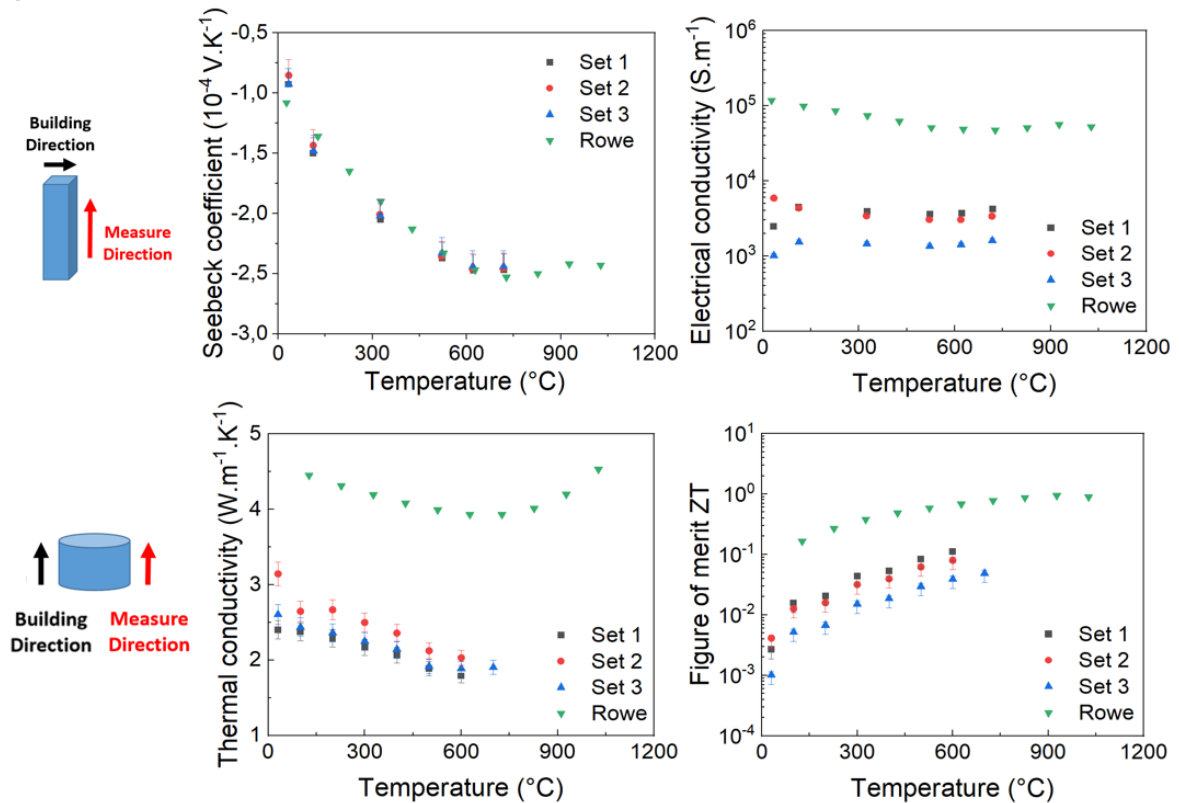 Building
Direction
Measure
Direction
Seebeck coefficient (10⁻⁴ V.K⁻¹)
-0,5
-1,0
-1,5
-2,0
-2,5
-3,0
0
300
600
900
1200
Temperature (°C)
Set 1
Set 2
Set 3
Rowe
Electrical conductivity (S.m⁻¹)
10⁶
10⁵
10⁴
10³
10²
0
300
600
900
1200
Temperature (°C)
Set 1
Set 2
Set 3
Rowe
Building
Direction
Measure
Direction
Thermal conductivity (W.m⁻¹.K⁻¹)
5
4
3
2
1
0
300
600
900
1200
Temperature (°C)
Set 1
Set 2
Set 3
Rowe
Figure of merit ZT
10¹
10⁰
10⁻¹
10⁻²
10⁻³
10⁻⁴
0
300
600
900
1200
Temperature (°C)
Set 1
Set 2
Set 3
Rowe